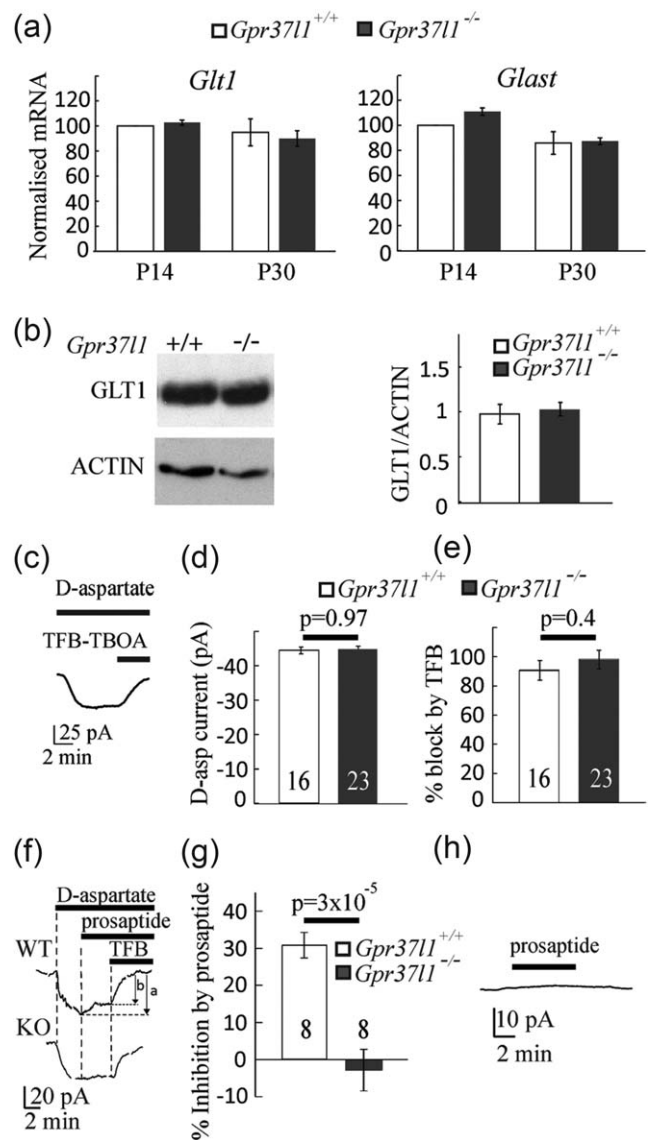 (a)
Gpr37l1+/+ Gpr37l1-/-
Glt1
Glast
Normalised mRNA
120
100
80
60
40
20
0
P14 P30
120
100
80
60
40
20
0
P14 P30
(b)
Gpr37l1 +/+ -/-
GLT1
ACTIN
GLT1/ACTIN
1.5
1
0.5
0
Gpr37l1+/+
Gpr37l1-/-
(c)
D-aspartate
TFB-TBOA
25 pA
2 min
(d)
Gpr37l1+/+ Gpr37l1-/-
p=0.97
D-asp current (pA)
-40
-30
-20
-10
0
16 23
(e)
p=0.4
% block by TFB
100
80
60
40
20
0
16 23
(f)
D-aspartate
prosaptide
TFB
WT
b a
KO
20 pA
2 min
(g)
p=3x10-5
% Inhibition by prosaptide
40
30
20
10
0
-10
8 8
Gpr37l1+/+
Gpr37l1-/-
(h)
prosaptide
10 pA
2 min